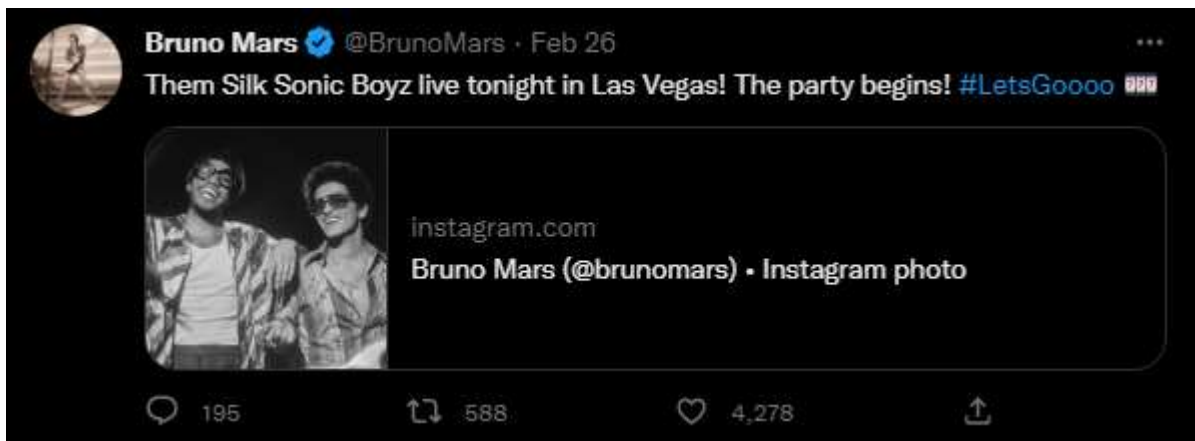 Bruno Mars @BrunoMars · Feb 26
Them Silk Sonic Boyz live tonight in Las Vegas! The party begins! #LetsGoooo 🎰
instagram.com
Bruno Mars (@brunomars) • Instagram photo
195 588 4,278